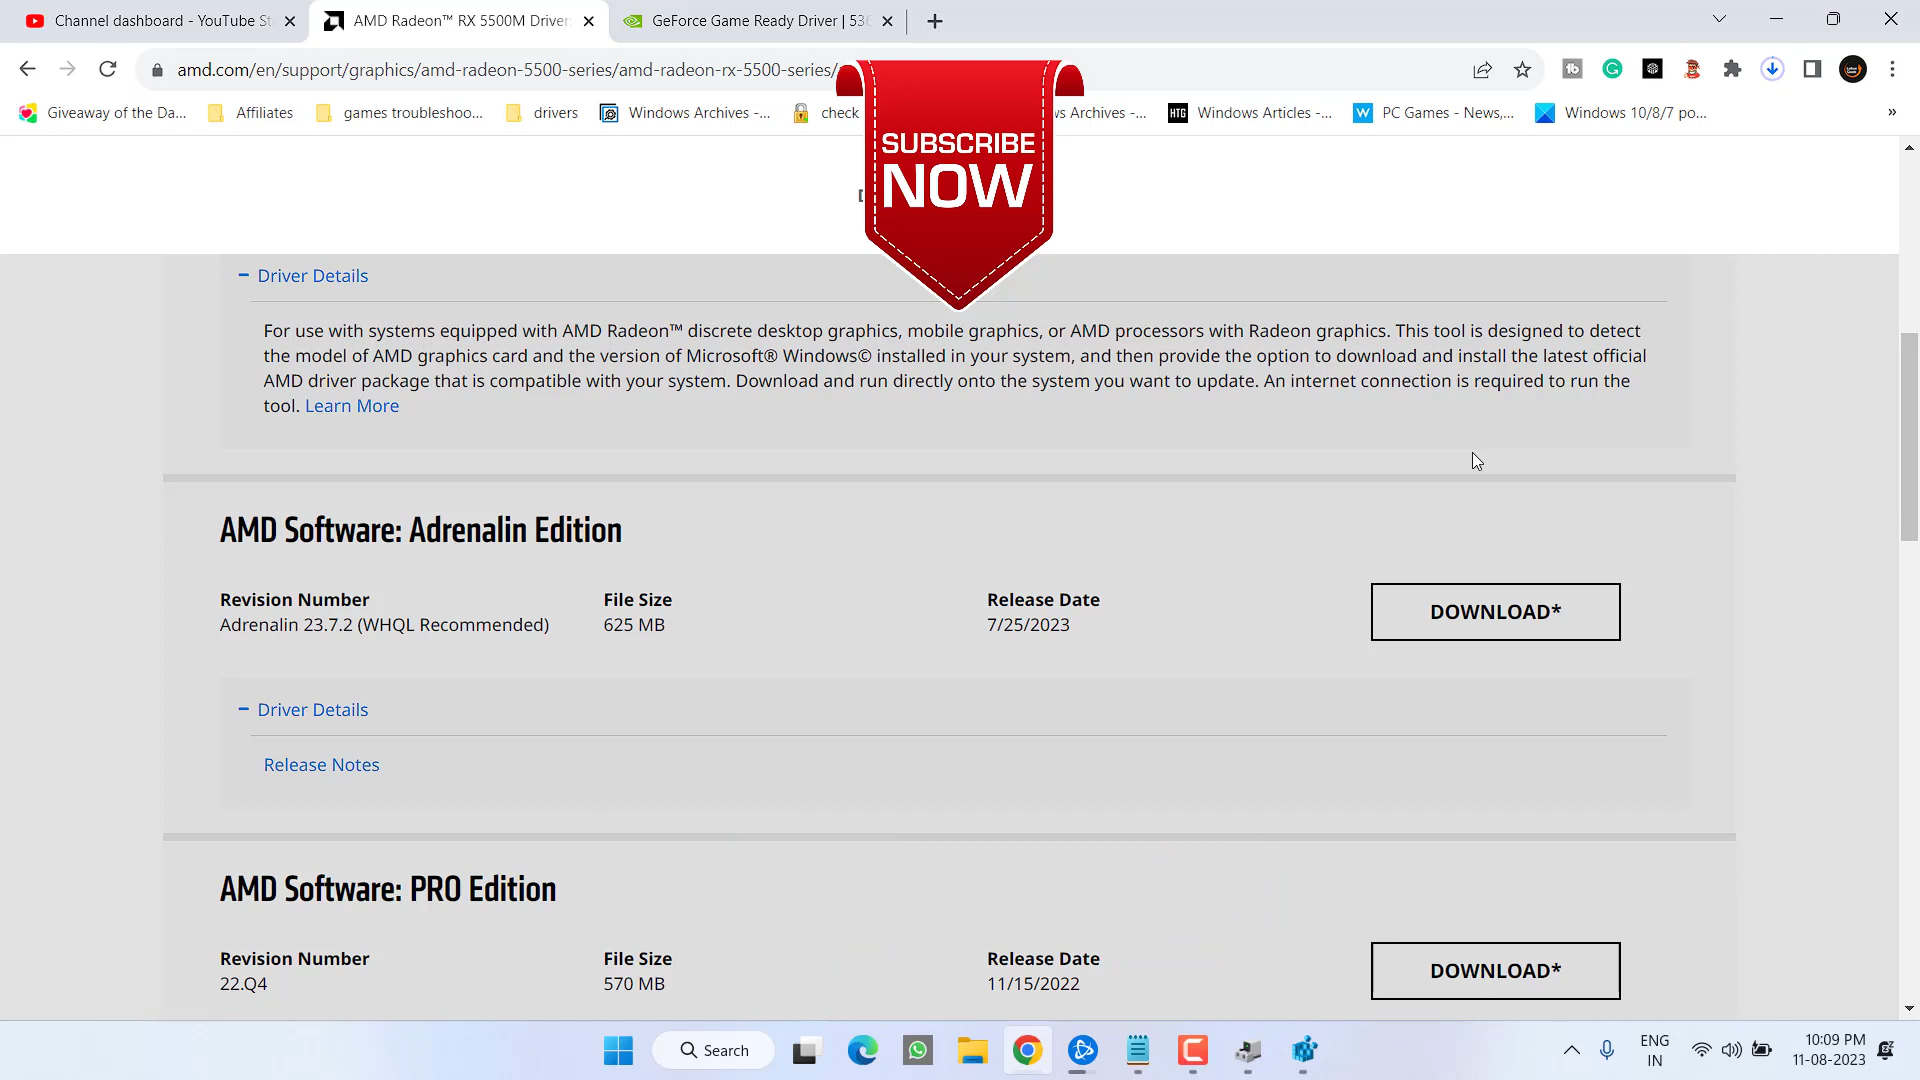 Channel dashboard - YouTube St
AMD Radeon™ RX 5500M Driver
GeForce Game Ready Driver | 536
amd.com/en/support/graphics/amd-radeon-5500-series/amd-radeon-rx-5500-series/
Giveaway of the Da...
Affiliates
games troubleshoo...
drivers
Windows Archives -...
check
ws Archives -...
HTG
Windows Articles -...
W
PC Games - News,...
Windows 10/8/7 po...
»
SUBSCRIBE
NOW
Driver Details
For use with systems equipped with AMD Radeon™ discrete desktop graphics, mobile graphics, or AMD processors with Radeon graphics. This tool is designed to detect
the model of AMD graphics card and the version of Microsoft® Windows© installed in your system, and then provide the option to download and install the latest official
AMD driver package that is compatible with your system. Download and run directly onto the system you want to update. An internet connection is required to run the
tool. Learn More
AMD Software: Adrenalin Edition
Revision Number
Adrenalin 23.7.2 (WHQL Recommended)
File Size
625 MB
Release Date
7/25/2023
DOWNLOAD*
Driver Details
Release Notes
AMD Software: PRO Edition
Revision Number
22.Q4
File Size
570 MB
Release Date
11/15/2022
DOWNLOAD*
Search
ENG
IN
10:09 PM
11-08-2023